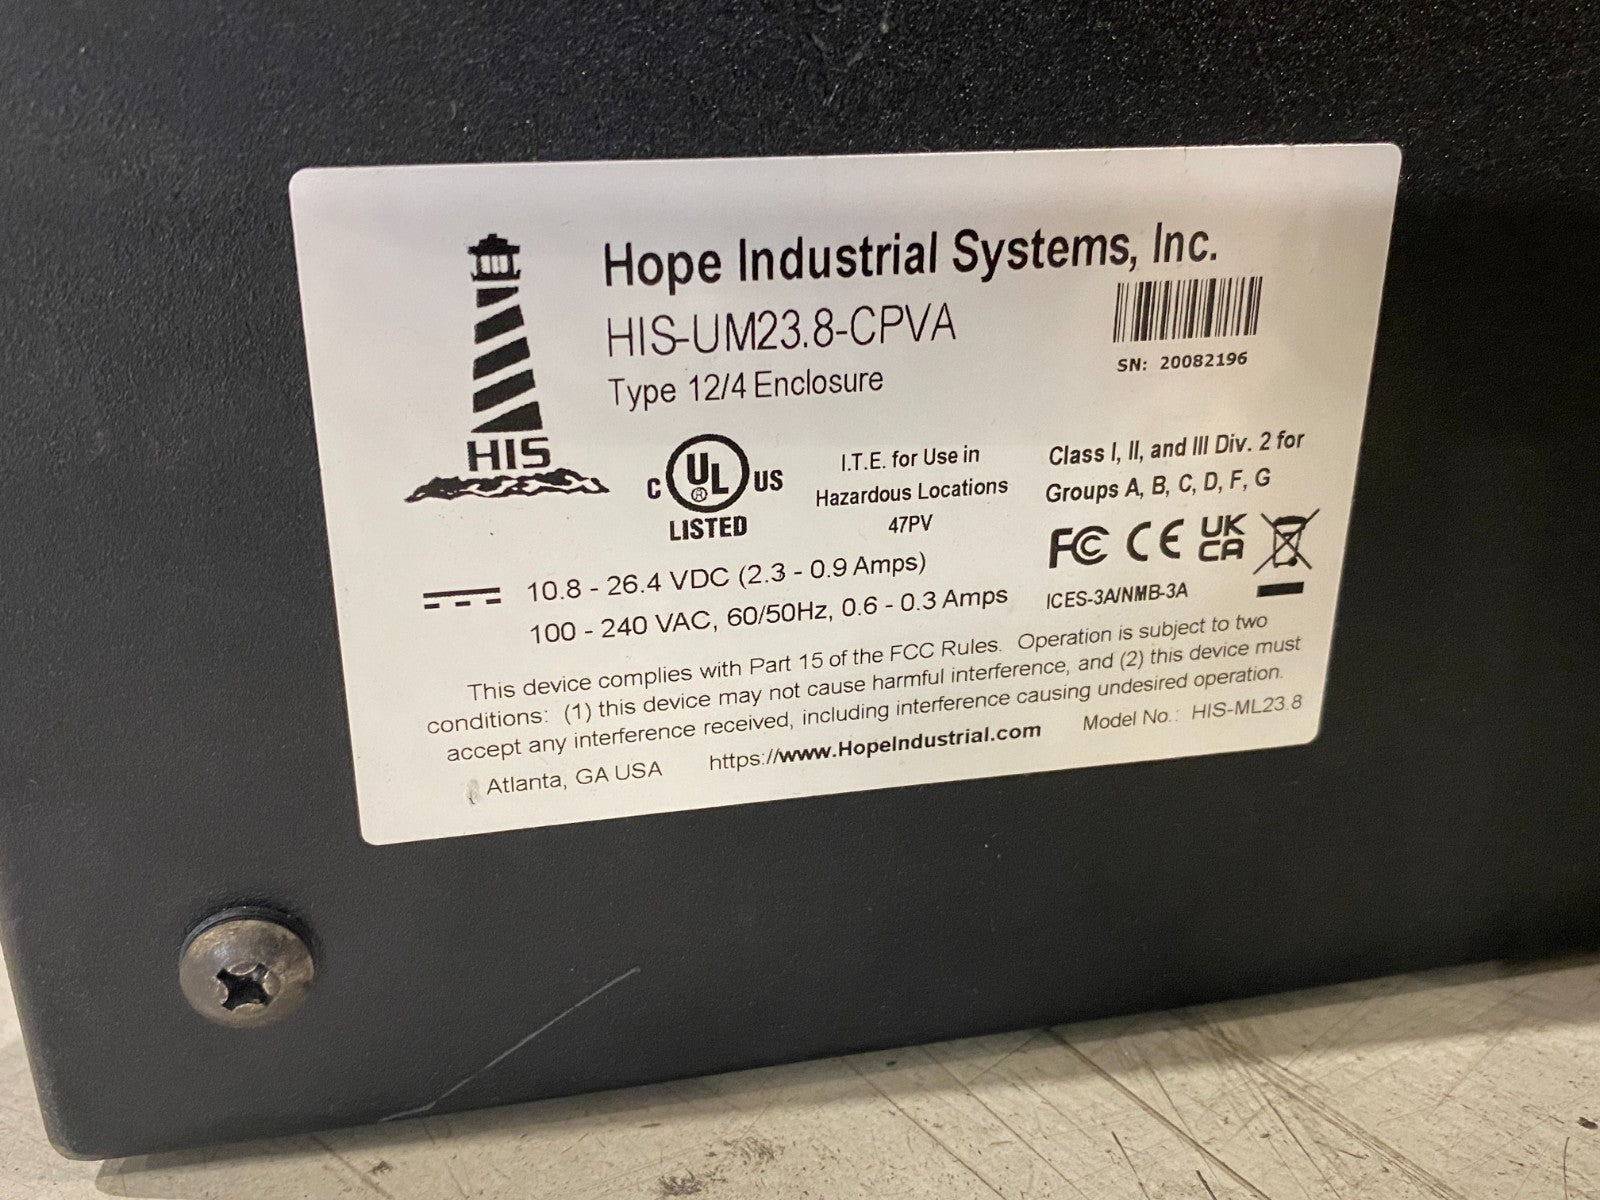 Hope Industrial Systems, Inc.
HIS-UM23.8-CPVA
Type 12/4 Enclosure
SN: 20082196
HIS
C UL ® US
LISTED
I.T.E. for Use in
Hazardous Locations
47PV
Class I, II, and III Div. 2 for
Groups A, B, C, D, F, G
FC CE UK
CA
10.8 - 26.4 VDC (2.3 - 0.9 Amps)
100 - 240 VAC, 60/50Hz, 0.6 - 0.3 Amps
ICES-3A/NMB-3A
This device complies with Part 15 of the FCC Rules. Operation is subject to two
conditions: (1) this device may not cause harmful interference, and (2) this device must
accept any interference received, including interference causing undesired operation.
Atlanta, GA USA https://www.HopeIndustrial.com Model No.: HIS-ML23.8